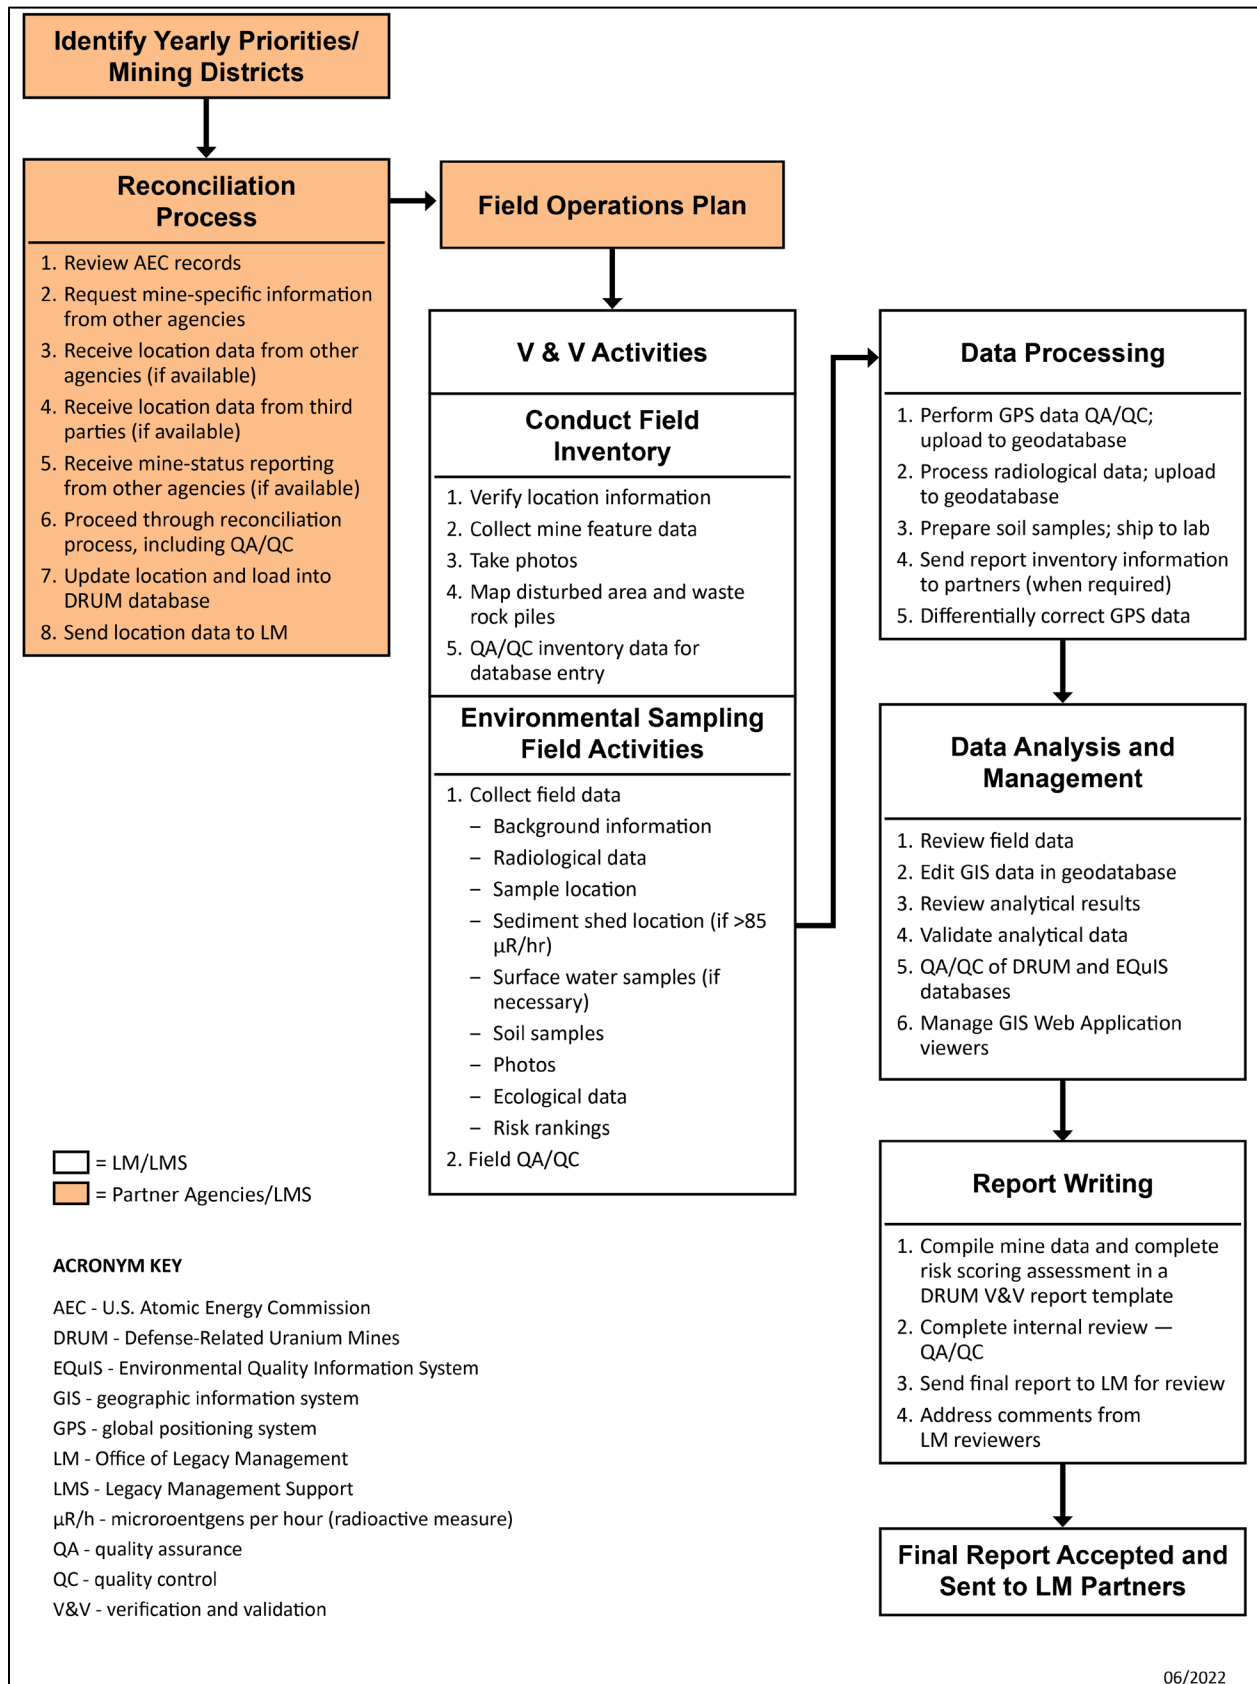 Identify Yearly Priorities/
Mining Districts
Reconciliation
Process
1. Review AEC records
2. Request mine-specific information
from other agencies
3. Receive location data from other
agencies (if available)
4. Receive location data from third
parties (if available)
5. Receive mine-status reporting
from other agencies (if available)
6. Proceed through reconciliation
process, including QA/QC
7. Update location and load into
DRUM database
8. Send location data to LM
Field Operations Plan
V & V Activities
Conduct Field
Inventory
1. Verify location information
2. Collect mine feature data
3. Take photos
4. Map disturbed area and waste
rock piles
5. QA/QC inventory data for
database entry
Environmental Sampling
Field Activities
1. Collect field data
– Background information
– Radiological data
– Sample location
– Sediment shed location (if >85
µR/hr)
– Surface water samples (if
necessary)
– Soil samples
– Photos
– Ecological data
– Risk rankings
2. Field QA/QC
Data Processing
1. Perform GPS data QA/QC;
upload to geodatabase
2. Process radiological data; upload
to geodatabase
3. Prepare soil samples; ship to lab
4. Send report inventory information
to partners (when required)
5. Differentially correct GPS data
Data Analysis and
Management
1. Review field data
2. Edit GIS data in geodatabase
3. Review analytical results
4. Validate analytical data
5. QA/QC of DRUM and EQuIS
databases
6. Manage GIS Web Application
viewers
Report Writing
1. Compile mine data and complete
risk scoring assessment in a
DRUM V&V report template
2. Complete internal review —
QA/QC
3. Send final report to LM for review
4. Address comments from
LM reviewers
Final Report Accepted and
Sent to LM Partners
= LM/LMS
= Partner Agencies/LMS
ACRONYM KEY
AEC - U.S. Atomic Energy Commission
DRUM - Defense-Related Uranium Mines
EQuIS - Environmental Quality Information System
GIS - geographic information system
GPS - global positioning system
LM - Office of Legacy Management
LMS - Legacy Management Support
µR/h - microroentgens per hour (radioactive measure)
QA - quality assurance
QC - quality control
V&V - verification and validation
06/2022